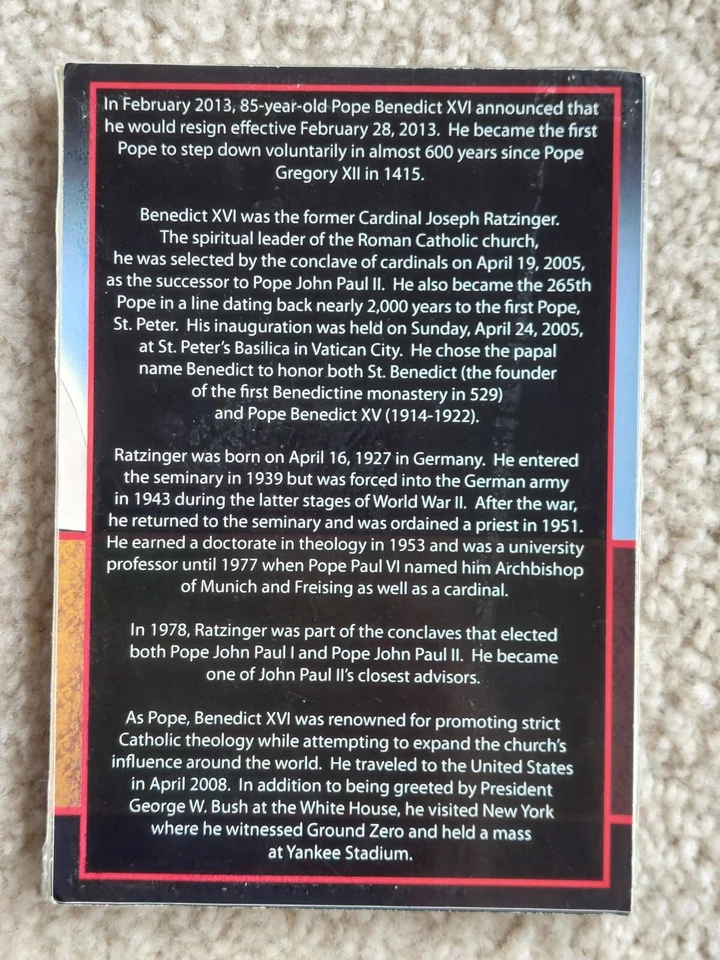 In February 2013, 85-year-old Pope Benedict XVI announced that
he would resign effective February 28, 2013. He became the first
Pope to step down voluntarily in almost 600 years since Pope
Gregory XII in 1415.
Benedict XVI was the former Cardinal Joseph Ratzinger.
The spiritual leader of the Roman Catholic church,
he was selected by the conclave of cardinals on April 19, 2005,
as the successor to Pope John Paul II. He also became the 265th
Pope in a line dating back nearly 2,000 years to the first Pope,
St. Peter. His inauguration was held on Sunday, April 24, 2005,
at St. Peter's Basilica in Vatican City. He chose the papal
name Benedict to honor both St. Benedict (the founder
of the first Benedictine monastery in 529)
and Pope Benedict XV (1914-1922).
Ratzinger was born on April 16, 1927 in Germany. He entered
the seminary in 1939 but was forced into the German army
in 1943 during the latter stages of World War II. After the war,
he returned to the seminary and was ordained a priest in 1951.
He earned a doctorate in theology in 1953 and was a university
professor until 1977 when Pope Paul VI named him Archbishop
of Munich and Freising as well as a cardinal.
In 1978, Ratzinger was part of the conclaves that elected
both Pope John Paul I and Pope John Paul II. He became
one of John Paul II's closest advisors.
As Pope, Benedict XVI was renowned for promoting strict
Catholic theology while attempting to expand the church's
influence around the world. He traveled to the United States
in April 2008. In addition to being greeted by President
George W. Bush at the White House, he visited New York
where he witnessed Ground Zero and held a mass
at Yankee Stadium.